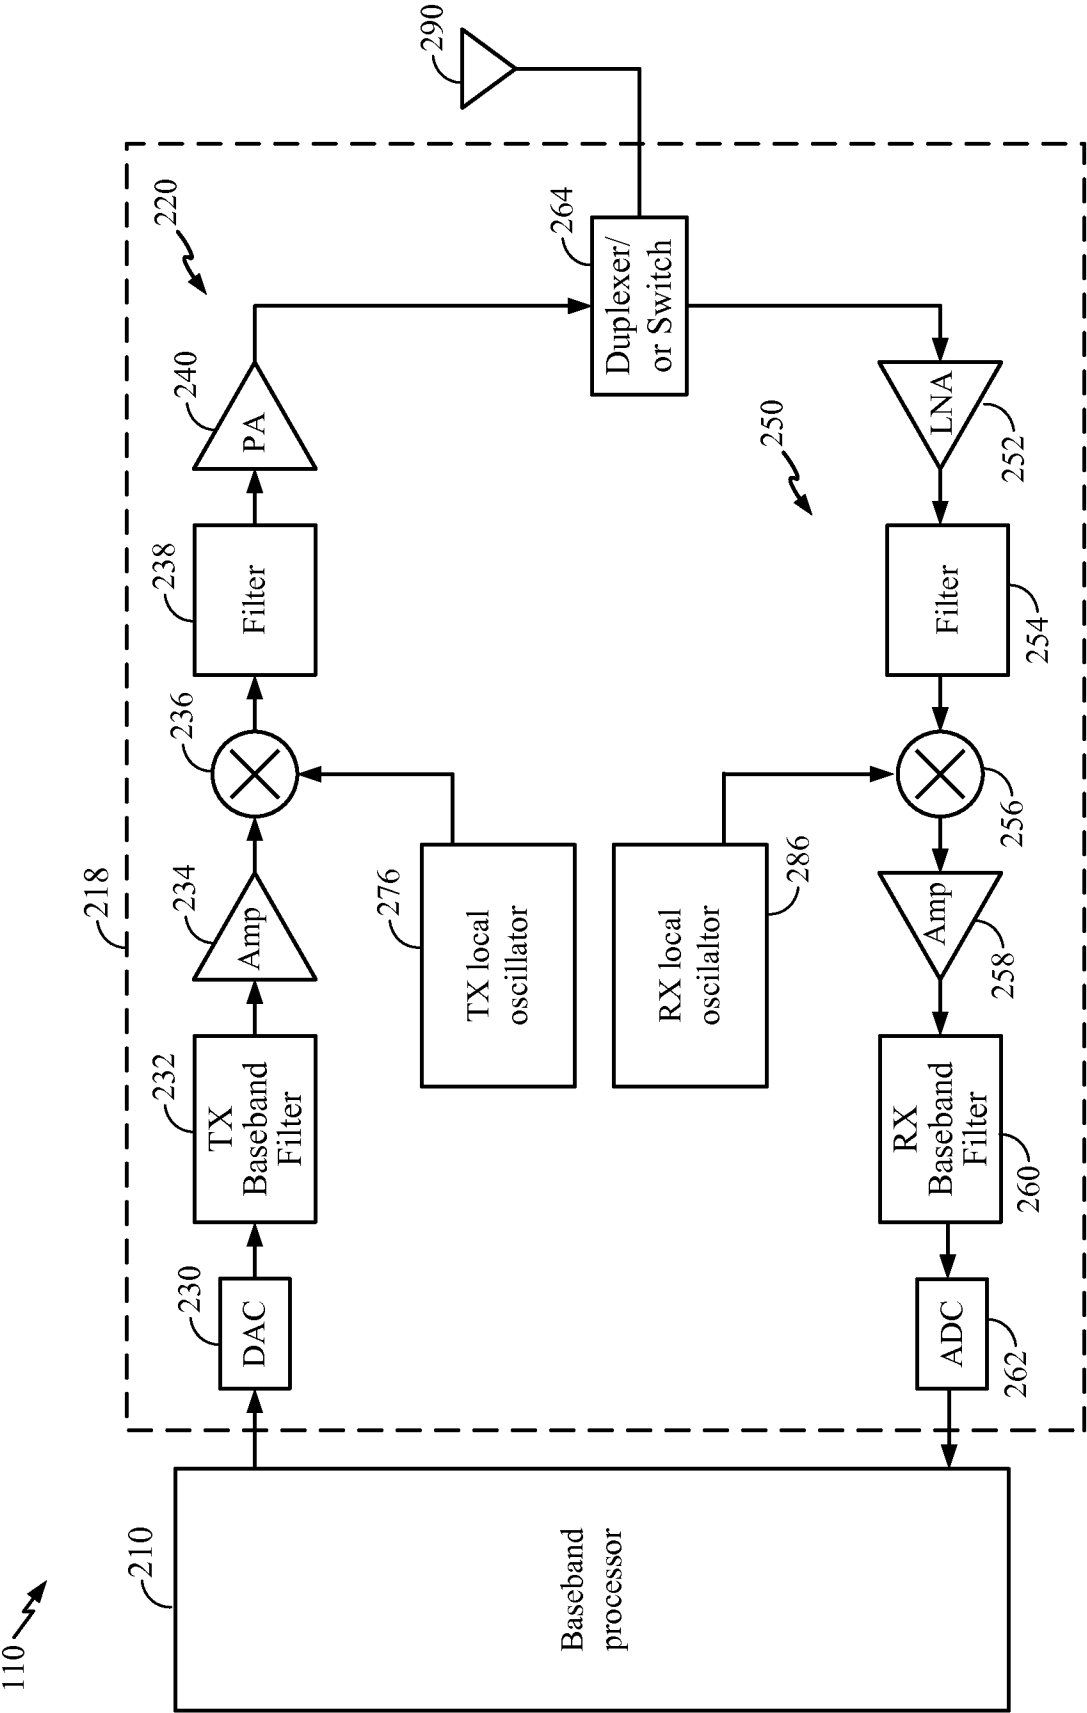 110
210
Baseband
processor
218
220
230
DAC
232
TX
Baseband
Filter
234
Amp
236
238
Filter
240
PA
276
TX local
oscillator
286
RX local
oscilaltor
264
Duplexer/
or Switch
290
250
LNA
252
Filter
254
256
Amp
258
RX
Baseband
Filter
260
ADC
262